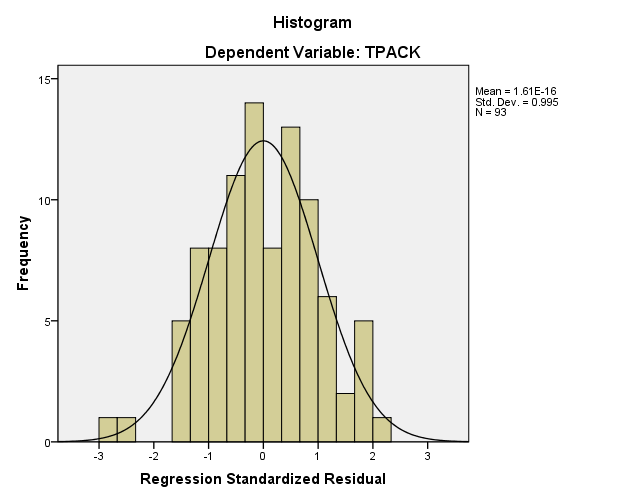 Histogram
Dependent Variable: TPACK
Mean = 1.61E-16
Std. Dev. = 0.995
N = 93
Frequency
15
10
5
0
-3 -2 -1 0 1 2 3
Regression Standardized Residual